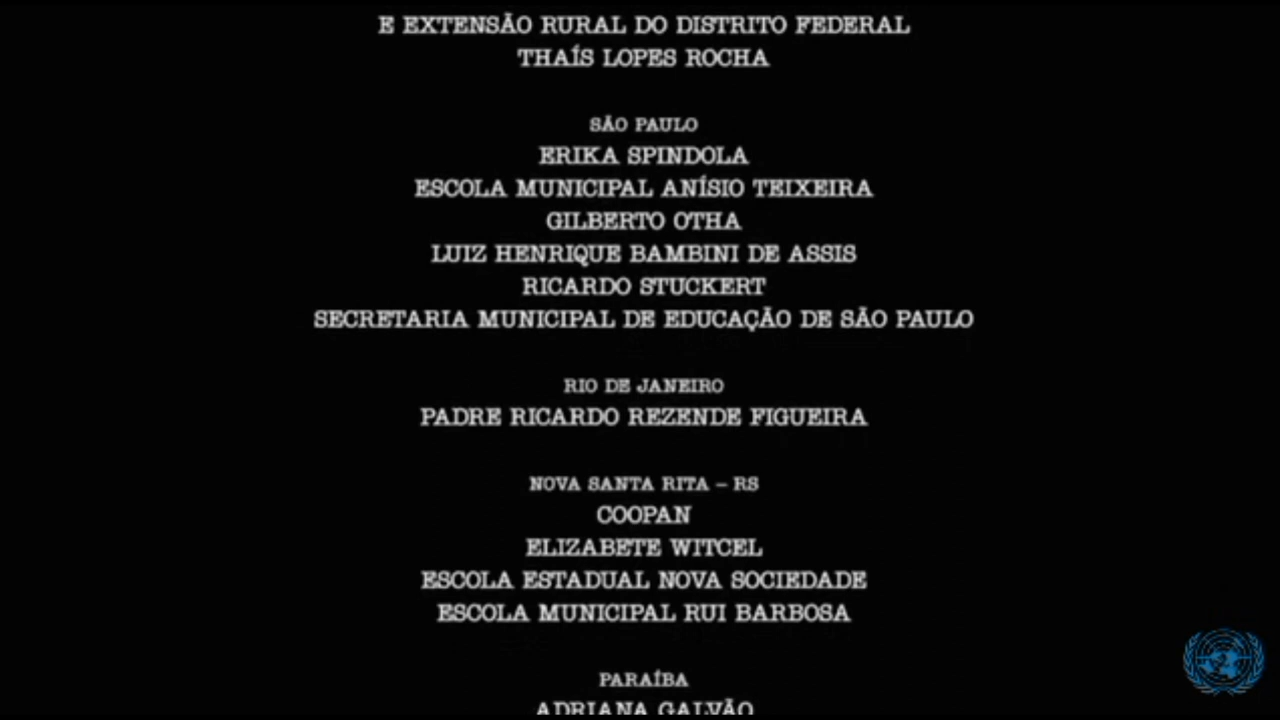 E EXTENSÃO RURAL DO DISTRITO FEDERAL
THAÍS LOPES ROCHA
SÃO PAULO
ERIKA SPINDOLA
ESCOLA MUNICIPAL ANÍSIO TEIXEIRA
GILBERTO OTHA
LUIZ HENRIQUE BAMBINI DE ASSIS
RICARDO STUCKERT
SECRETARIA MUNICIPAL DE EDUCAÇÃO DE SÃO PAULO
RIO DE JANEIRO
PADRE RICARDO REZENDE FIGUEIRA
NOVA SANTA RITA – RS
COOPAN
ELIZABETE WITCEL
ESCOLA ESTADUAL NOVA SOCIEDADE
ESCOLA MUNICIPAL RUI BARBOSA
PARAÍBA
ADRIANA GALVÃO